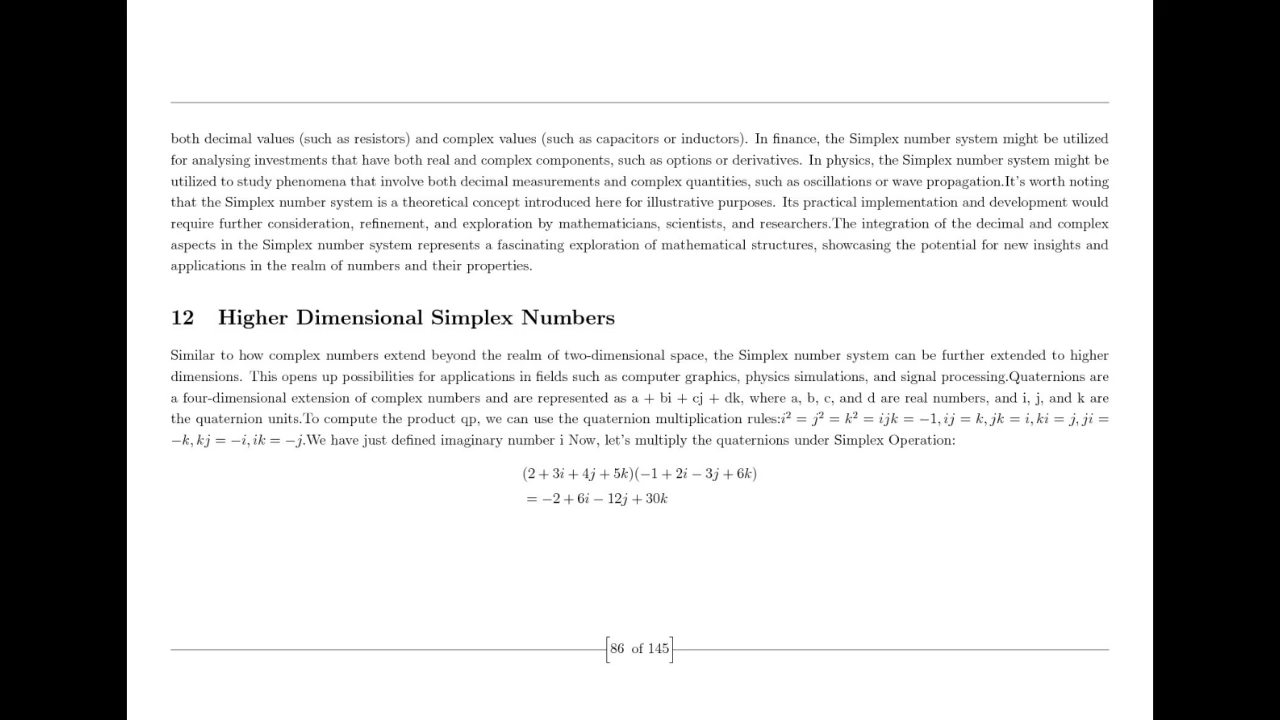 both decimal values (such as resistors) and complex values (such as capacitors or inductors). In finance, the Simplex number system might be utilized
for analysing investments that have both real and complex components, such as options or derivatives. In physics, the Simplex number system might be
utilized to study phenomena that involve both decimal measurements and complex quantities, such as oscillations or wave propagation.It's worth noting
that the Simplex number system is a theoretical concept introduced here for illustrative purposes. Its practical implementation and development would
require further consideration, refinement, and exploration by mathematicians, scientists, and researchers.The integration of the decimal and complex
aspects in the Simplex number system represents a fascinating exploration of mathematical structures, showcasing the potential for new insights and
applications in the realm of numbers and their properties.
12 Higher Dimensional Simplex Numbers
Similar to how complex numbers extend beyond the realm of two-dimensional space, the Simplex number system can be further extended to higher
dimensions. This opens up possibilities for applications in fields such as computer graphics, physics simulations, and signal processing.Quaternions are
a four-dimensional extension of complex numbers and are represented as a + bi + cj + dk, where a, b, c, and d are real numbers, and i, j, and k are
the quaternion units.To compute the product qp, we can use the quaternion multiplication rules:i² = j² = k² = ijk = −1, ij = k, jk = i, ki = j, ji =
−k, kj = −i, ik = −j.We have just defined imaginary number i Now, let's multiply the quaternions under Simplex Operation:
(2 + 3i + 4j + 5k)(−1 + 2i − 3j + 6k)
= −2 + 6i − 12j + 30k
[86 of 145]